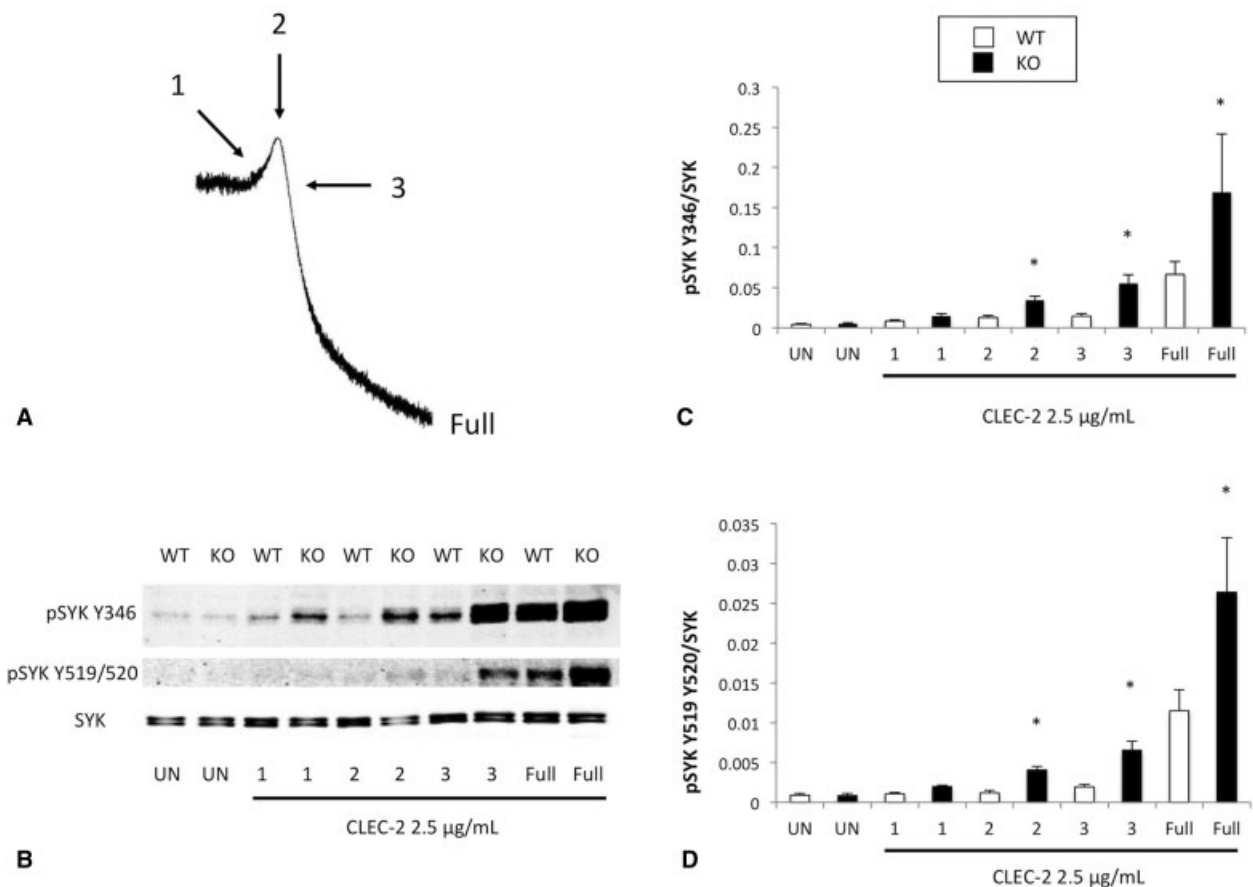 1
2
3
Full
A
WT KO WT KO WT KO WT KO WT KO
pSYK Y346
pSYK Y519/520
SYK
UN UN 1 1 2 2 3 3 Full Full
CLEC-2 2.5 µg/mL
B
WT
KO
pSYK Y346/SYK
0.3
0.25
0.2
0.15
0.1
0.05
0
* * *
UN UN 1 1 2 2 3 3 Full Full
CLEC-2 2.5 µg/mL
C
pSYK Y519 Y520/SYK
0.035
0.03
0.025
0.02
0.015
0.01
0.005
0
* * *
UN UN 1 1 2 2 3 3 Full Full
CLEC-2 2.5 µg/mL
D